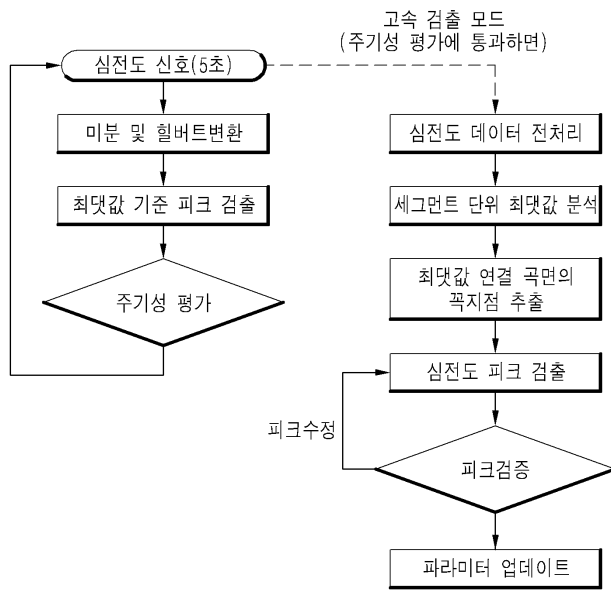 고속 검출 모드
(주기성 평가에 통과하면)
심전도 신호(5초)
미분 및 힐버트변환
최댓값 기준 피크 검출
주기성 평가
심전도 데이터 전처리
세그먼트 단위 최댓값 분석
최댓값 연결 곡면의
꼭지점 추출
심전도 피크 검출
피크수정
피크검증
파라미터 업데이트